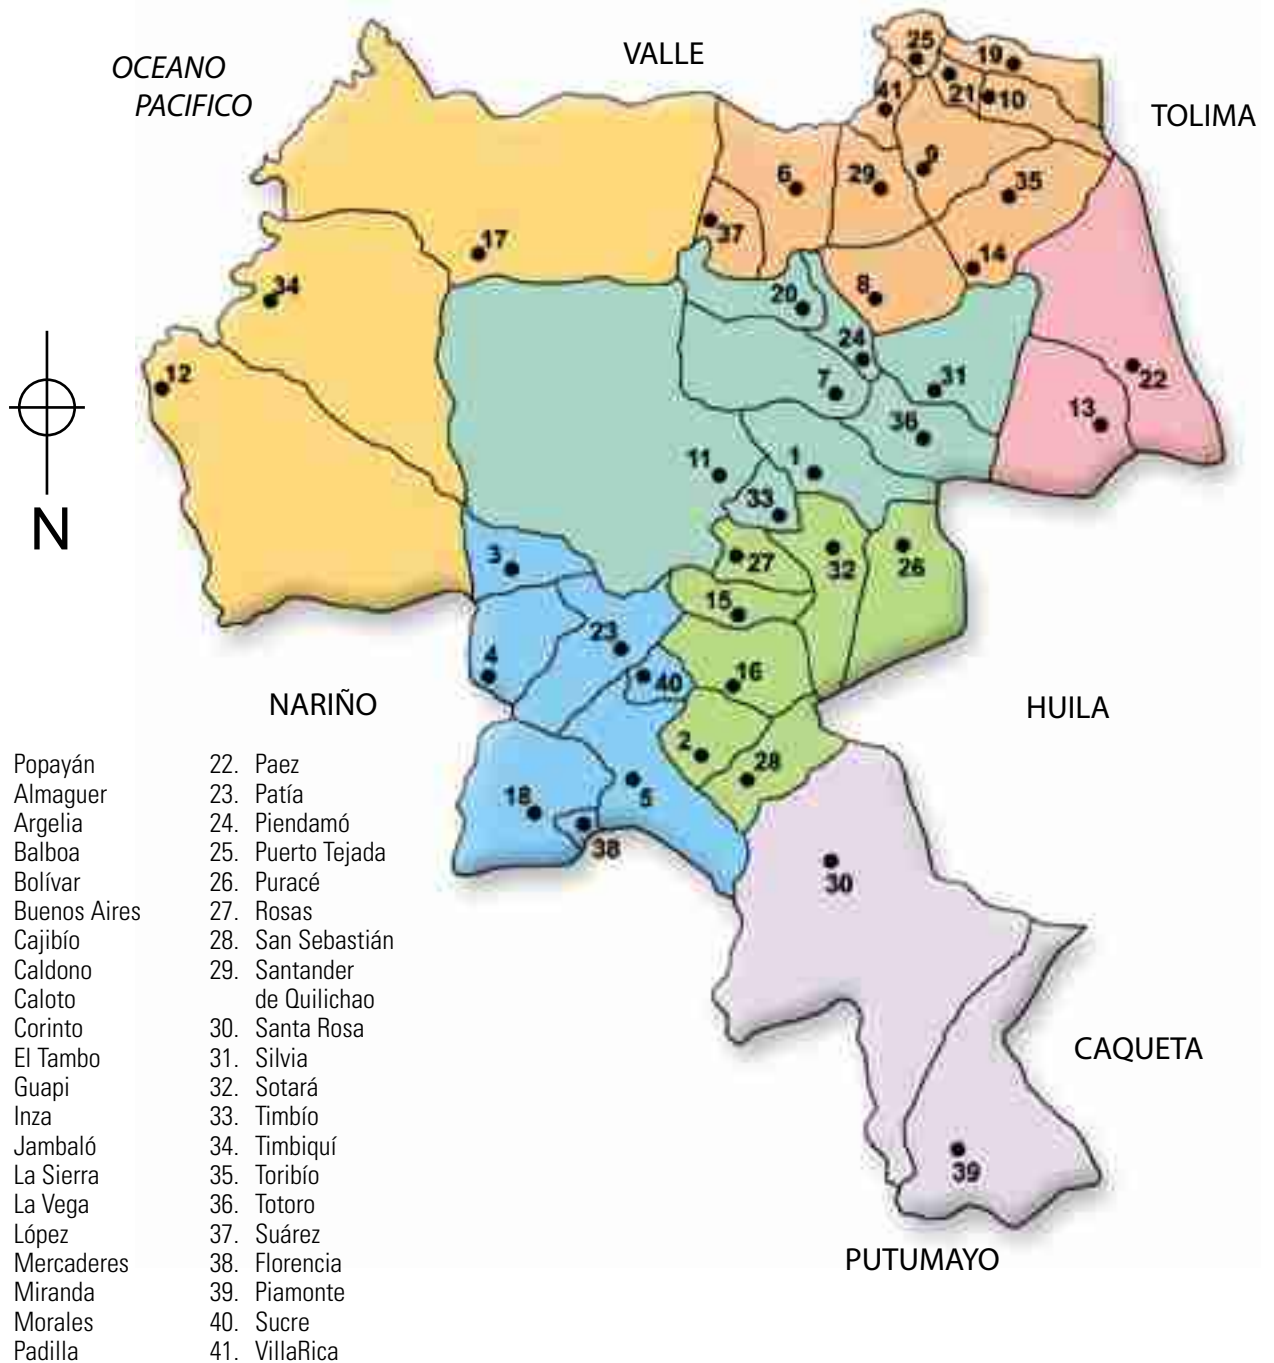 OCEANO
PACIFICO
VALLE
TOLIMA
25
19
41
21
10
9
6
29
35
37
17
14
34
20
8
24
12
7
31
22
36
13
11
1
33
N
3
27
32
26
15
23
4
40
16
NARIÑO
HUILA
2
28
18
5
38
30
CAQUETA
39
PUTUMAYO
Popayán
Almaguer
Argelia
Balboa
Bolívar
Buenos Aires
Cajibío
Caldono
Caloto
Corinto
El Tambo
Guapi
Inza
Jambaló
La Sierra
La Vega
López
Mercaderes
Miranda
Morales
Padilla
22. Paez
23. Patía
24. Piendamó
25. Puerto Tejada
26. Puracé
27. Rosas
28. San Sebastián
29. Santander
de Quilichao
30. Santa Rosa
31. Silvia
32. Sotará
33. Timbío
34. Timbiquí
35. Toribío
36. Totoro
37. Suárez
38. Florencia
39. Piamonte
40. Sucre
41. VillaRica